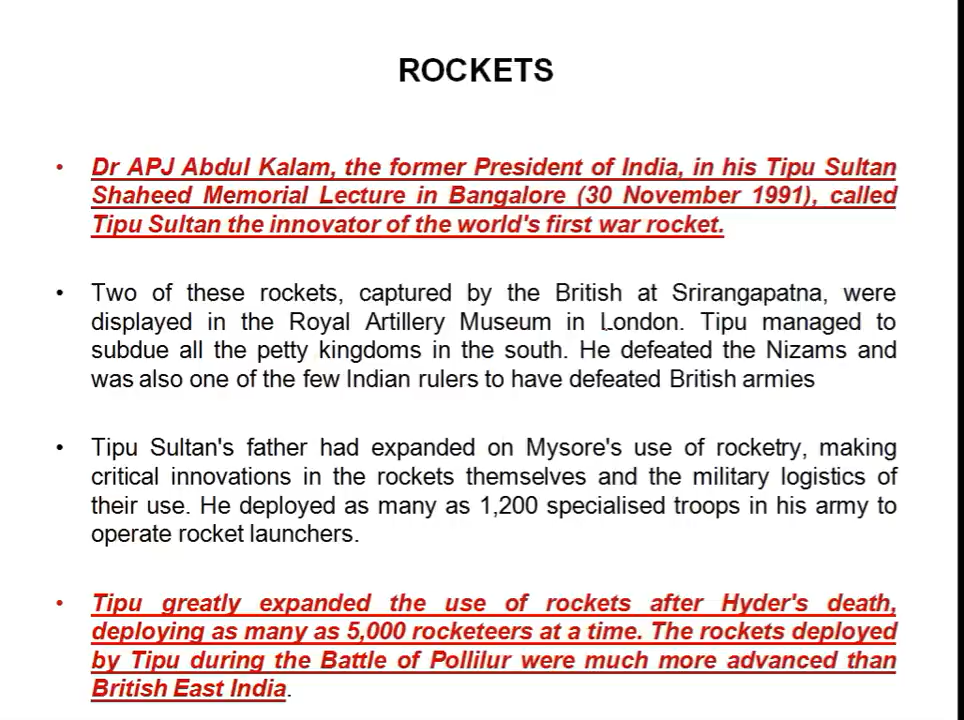 ROCKETS
• Dr APJ Abdul Kalam, the former President of India, in his Tipu Sultan
Shaheed Memorial Lecture in Bangalore (30 November 1991), called
Tipu Sultan the innovator of the world's first war rocket.
• Two of these rockets, captured by the British at Srirangapatna, were
displayed in the Royal Artillery Museum in London. Tipu managed to
subdue all the petty kingdoms in the south. He defeated the Nizams and
was also one of the few Indian rulers to have defeated British armies
• Tipu Sultan's father had expanded on Mysore's use of rocketry, making
critical innovations in the rockets themselves and the military logistics of
their use. He deployed as many as 1,200 specialised troops in his army to
operate rocket launchers.
• Tipu greatly expanded the use of rockets after Hyder's death,
deploying as many as 5,000 rocketeers at a time. The rockets deployed
by Tipu during the Battle of Pollilur were much more advanced than
British East India.